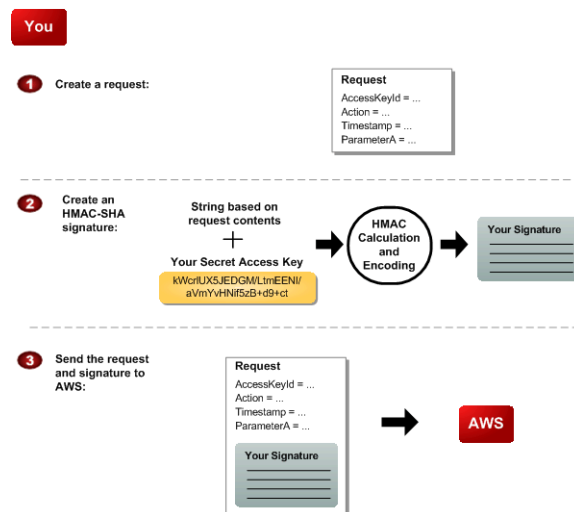 You
1
Create a request:
Request
AccessKeyId = ...
Action = ...
Timestamp = ...
ParameterA = ...
2
Create an
HMAC-SHA
signature:
String based on
request contents
+
Your Secret Access Key
kWcrlUX5JEDGM/LtmEENI/
aVmYvHNif5zB+d9+ct
HMAC
Calculation
and
Encoding
Your Signature
3
Send the request
and signature to
AWS:
Request
AccessKeyId = ...
Action = ...
Timestamp = ...
ParameterA = ...
Your Signature
AWS